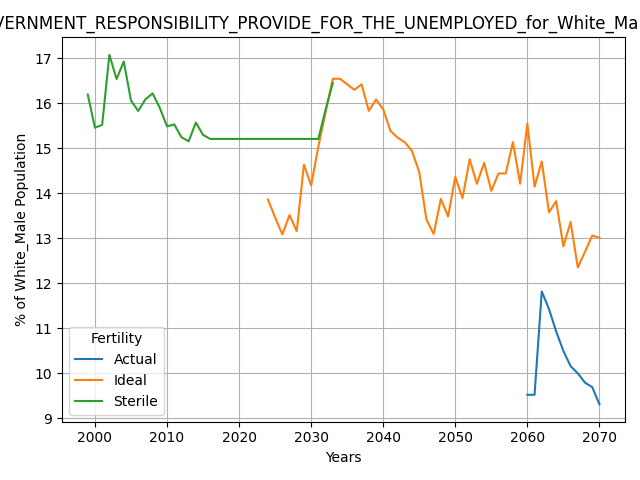 VERNMENT_RESPONSIBILITY_PROVIDE_FOR_THE_UNEMPLOYED_for_White_Ma
17
16
15
14
13
12
11
10
9
% of White_Male Population
Fertility
Actual
Ideal
Sterile
2000 2010 2020 2030 2040 2050 2060 2070
Years